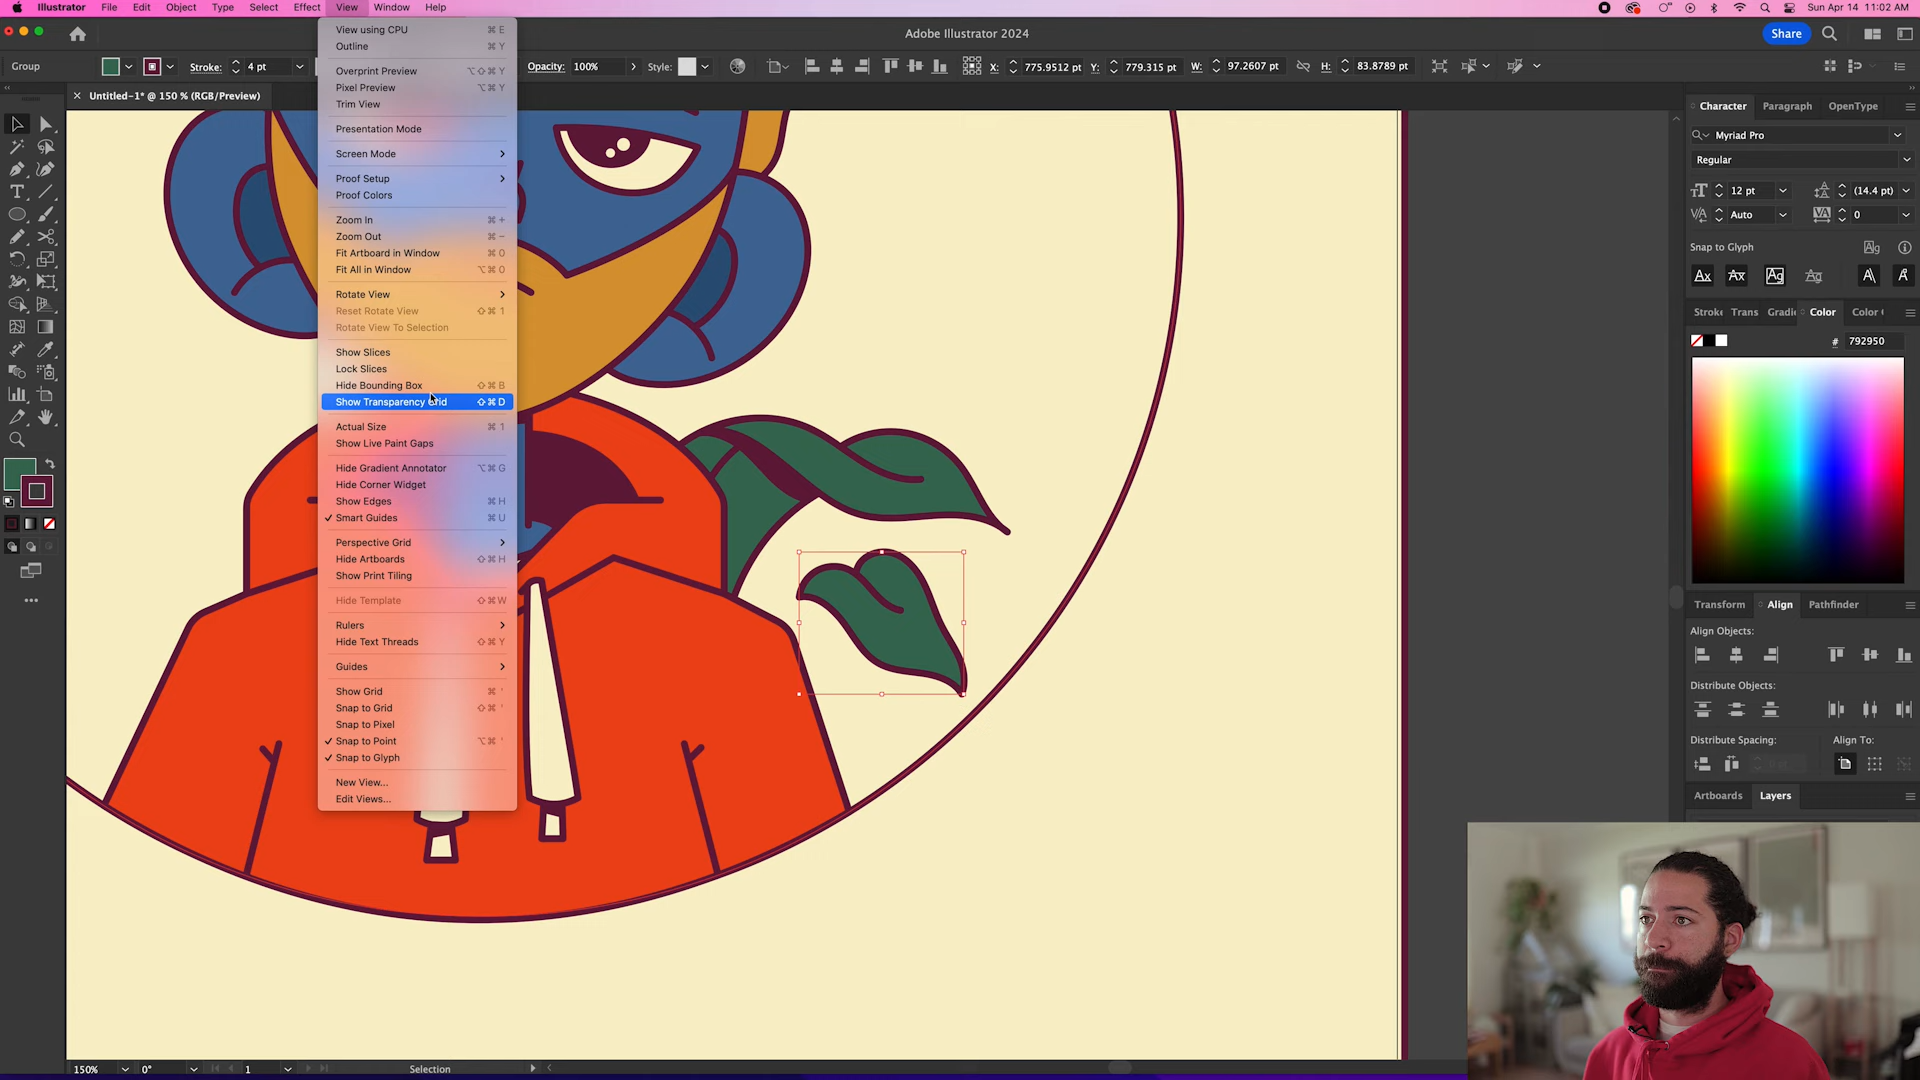 Illustrator File Edit Object Type Select Effect View Window Help Sun Apr 14 11:02 AM
Adobe Illustrator 2024 Share
Group Stroke: 4 pt Opacity: 100% Style: X: 775.9512 pt Y: 779.315 pt W: 97.2607 pt H: 83.8789 pt
× Untitled-1* @ 150 % (RGB/Preview)
View using CPU ⌘ E
Outline ⌘ Y
Overprint Preview ⌥⇧⌘ Y
Pixel Preview ⌥⌘ Y
Trim View
Presentation Mode
Screen Mode
Proof Setup
Proof Colors
Zoom In ⌘ +
Zoom Out ⌘ −
Fit Artboard in Window ⌘ 0
Fit All in Window ⌥⌘ 0
Rotate View
Reset Rotate View ⇧⌘ 1
Rotate View To Selection
Show Slices
Lock Slices
Hide Bounding Box ⇧⌘ B
Show Transparency Grid ⇧⌘ D
Actual Size ⌘ 1
Show Live Paint Gaps
Hide Gradient Annotator ⌥⌘ G
Hide Corner Widget
Show Edges ⌘ H
✓ Smart Guides ⌘ U
Perspective Grid
Hide Artboards ⇧⌘ H
Show Print Tiling
Hide Template ⇧⌘ W
Rulers
Hide Text Threads ⇧⌘ Y
Guides
Show Grid ⌘ '
Snap to Grid ⇧⌘ '
Snap to Pixel
✓ Snap to Point ⌥⌘ '
✓ Snap to Glyph
New View...
Edit Views...
Character Paragraph OpenType
Myriad Pro
Regular
12 pt (14.4 pt)
Auto 0
Snap to Glyph
Stroke Trans Gradie Color Color
# 792950
Transform Align Pathfinder
Align Objects:
Distribute Objects:
Distribute Spacing: Align To:
Artboards Layers
150% 0° 1 Selection